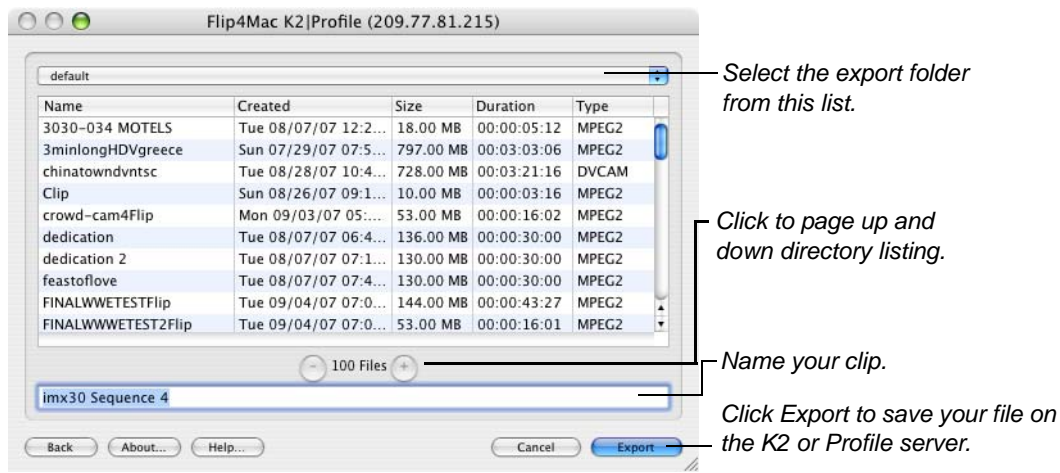 Flip4Mac K2|Profile (209.77.81.215)
default
Select the export folder
from this list.
Name Created Size Duration Type
3030-034 MOTELS Tue 08/07/07 12:2... 18.00 MB 00:00:05:12 MPEG2
3minlongHDVgreece Sun 07/29/07 07:5... 797.00 MB 00:03:03:06 MPEG2
chinatowndvntsc Tue 08/28/07 10:4... 728.00 MB 00:03:21:16 DVCAM
Clip Sun 08/26/07 09:1... 10.00 MB 00:00:03:16 MPEG2
crowd-cam4Flip Mon 09/03/07 05:... 53.00 MB 00:00:16:02 MPEG2
dedication Tue 08/07/07 06:4... 136.00 MB 00:00:30:00 MPEG2
dedication 2 Tue 08/07/07 07:1... 130.00 MB 00:00:30:00 MPEG2
feastoflove Tue 08/07/07 07:4... 130.00 MB 00:00:30:00 MPEG2
FINALWWETESTFlip Tue 09/04/07 07:0... 144.00 MB 00:00:43:27 MPEG2
FINALWWWETEST2Flip Tue 09/04/07 07:0... 53.00 MB 00:00:16:01 MPEG2
Click to page up and
down directory listing.
- 100 Files +
Name your clip.
imx30 Sequence 4
Click Export to save your file on
the K2 or Profile server.
Back About... Help... Cancel Export